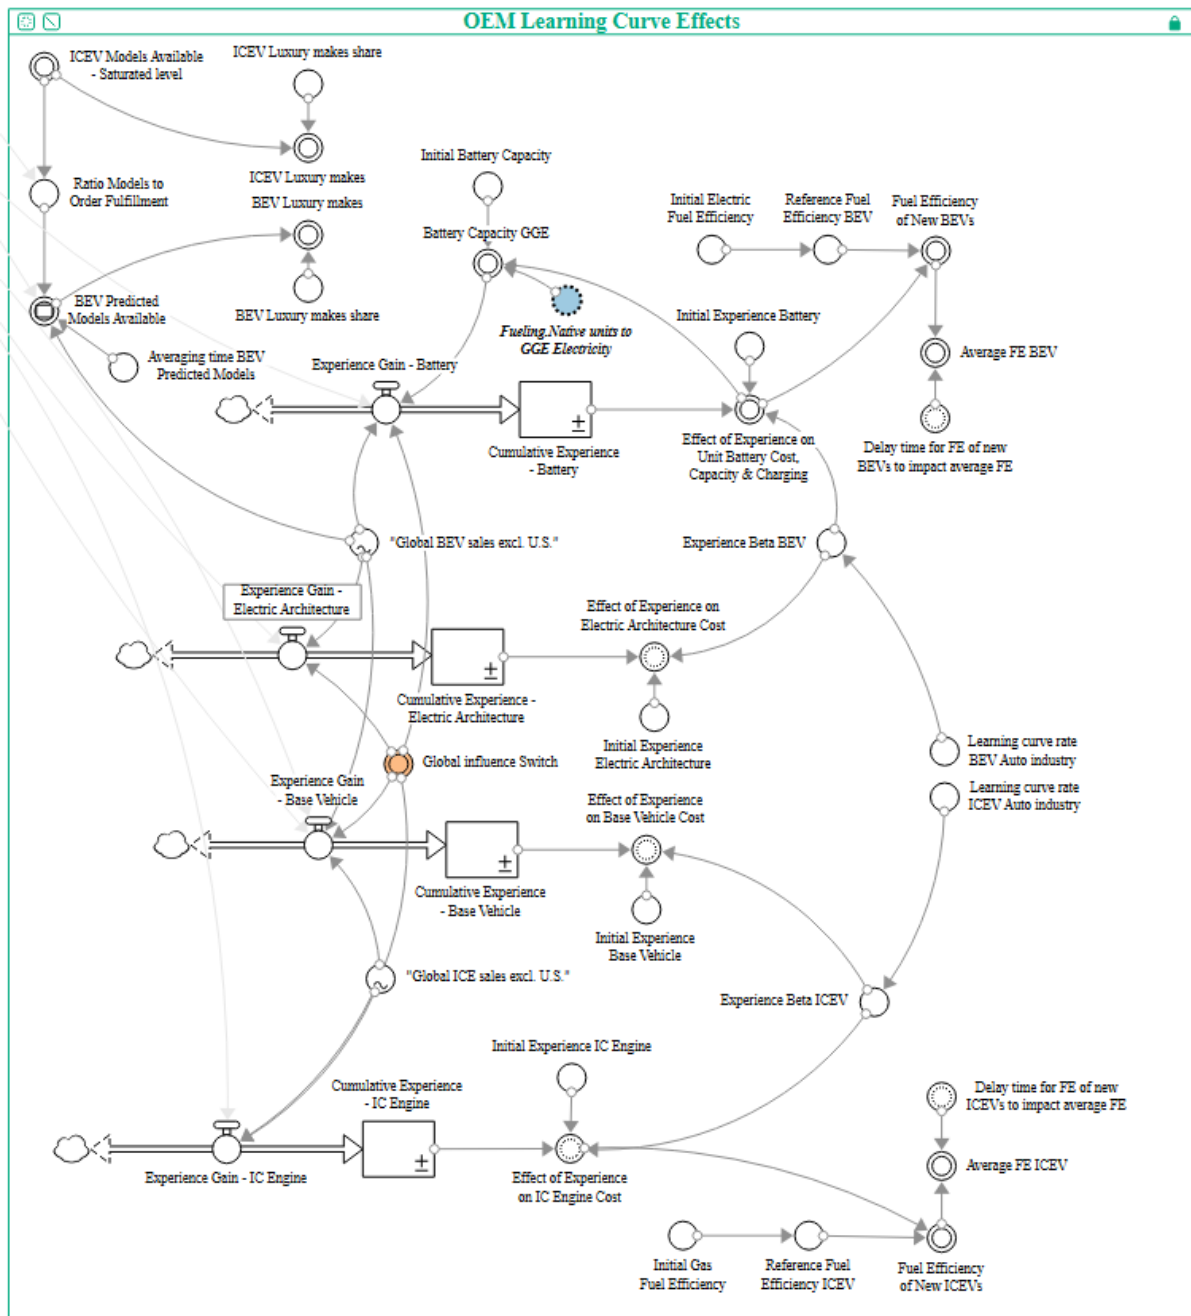 OEM Learning Curve Effects
ICEV Models Available
- Saturated level
ICEV Luxury makes share
ICEV Luxury makes
Ratio Models to
Order Fulfillment
BEV Luxury makes
BEV Luxury makes share
BEV Predicted
Models Available
Averaging time BEV
Predicted Models
Initial Battery Capacity
Battery Capacity GGE
Fueling.Native units to
GGE Electricity
Initial Electric
Fuel Efficiency
Reference Fuel
Efficiency BEV
Fuel Efficiency
of New BEVs
Initial Experience Battery
Average FE BEV
Experience Gain - Battery
Cumulative Experience
- Battery
Effect of Experience on
Unit Battery Cost,
Capacity & Charging
Delay time for FE of new
BEVs to impact average FE
"Global BEV sales excl. U.S."
Experience Beta BEV
Experience Gain -
Electric Architecture
Effect of Experience on
Electric Architecture Cost
Cumulative Experience -
Electric Architecture
Initial Experience
Electric Architecture
Global influence Switch
Learning curve rate
BEV Auto industry
Learning curve rate
ICEV Auto industry
Experience Gain
- Base Vehicle
Effect of Experience
on Base Vehicle Cost
Cumulative Experience
- Base Vehicle
Initial Experience
Base Vehicle
"Global ICE sales excl. U.S."
Experience Beta ICEV
Initial Experience IC Engine
Cumulative Experience
- IC Engine
Delay time for FE of new
ICEVs to impact average FE
Experience Gain - IC Engine
Effect of Experience
on IC Engine Cost
Average FE ICEV
Initial Gas
Fuel Efficiency
Reference Fuel
Efficiency ICEV
Fuel Efficiency
of New ICEVs